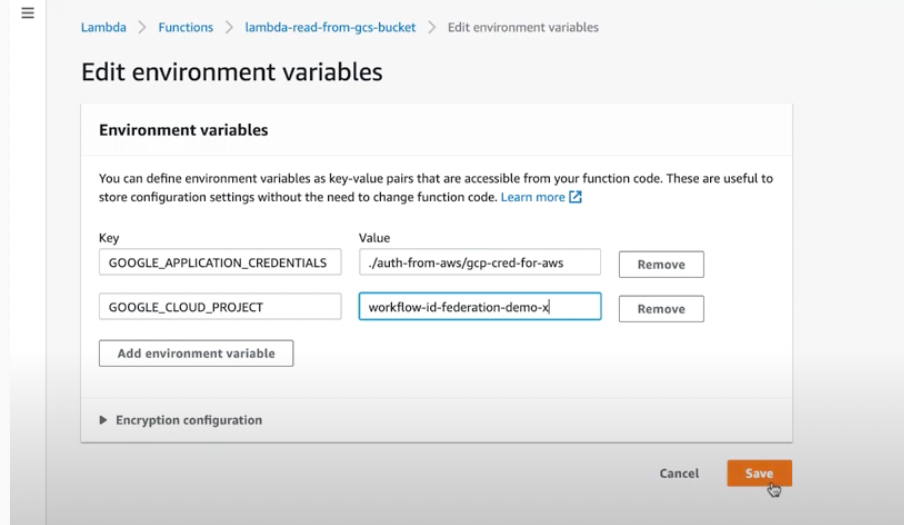 Lambda > Functions > lambda-read-from-gcs-bucket > Edit environment variables
Edit environment variables
Environment variables
You can define environment variables as key-value pairs that are accessible from your function code. These are useful to
store configuration settings without the need to change function code. Learn more
Key Value
GOOGLE_APPLICATION_CREDENTIALS ./auth-from-aws/gcp-cred-for-aws Remove
GOOGLE_CLOUD_PROJECT workflow-id-federation-demo-x Remove
Add environment variable
Encryption configuration
Cancel Save